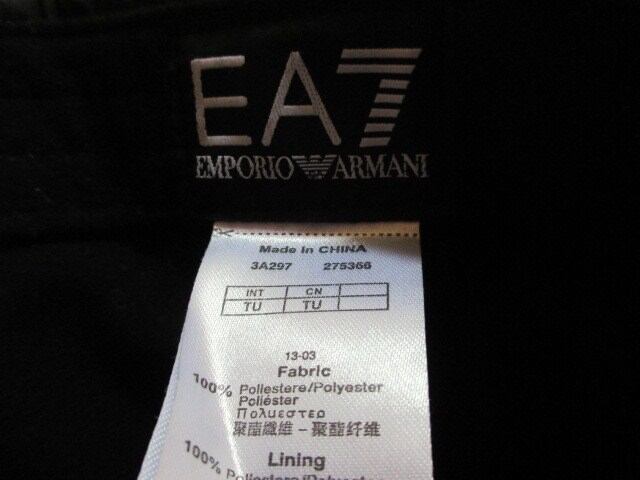 EA7
EMPORIO ARMANI
Made in CHINA
3A297 275366
INT CN
TU TU
13-03
Fabric
100% Poliestere/Polyester
Poliéster
Πολυεστερ
聚酯纖維 - 聚酯纤维
Lining
100%